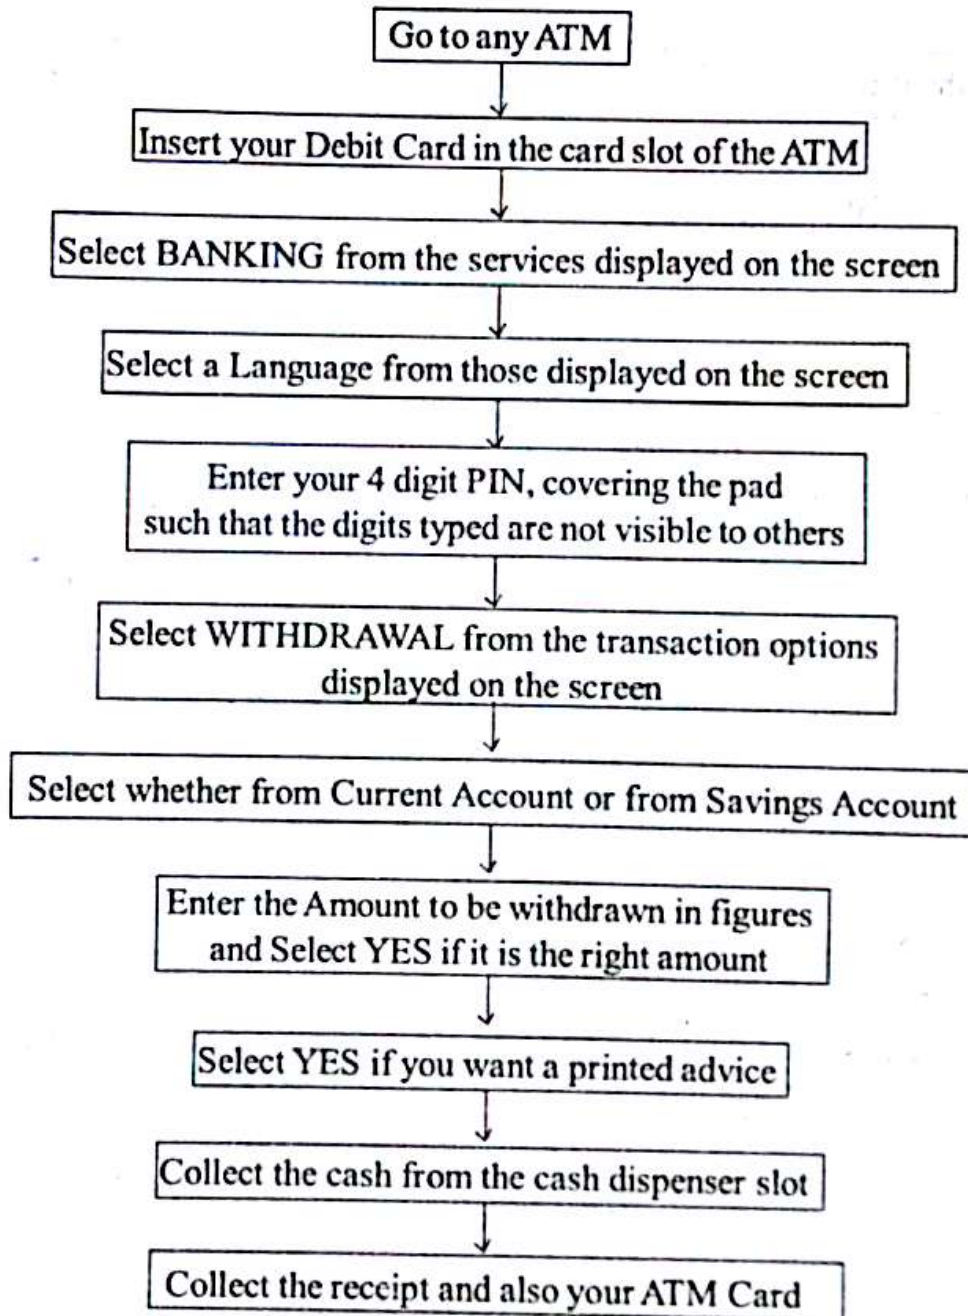 Go to any ATM
Insert your Debit Card in the card slot of the ATM
Select BANKING from the services displayed on the screen
Select a Language from those displayed on the screen
Enter your 4 digit PIN, covering the pad
such that the digits typed are not visible to others
Select WITHDRAWAL from the transaction options
displayed on the screen
Select whether from Current Account or from Savings Account
Enter the Amount to be withdrawn in figures
and Select YES if it is the right amount
Select YES if you want a printed advice
Collect the cash from the cash dispenser slot
Collect the receipt and also your ATM Card